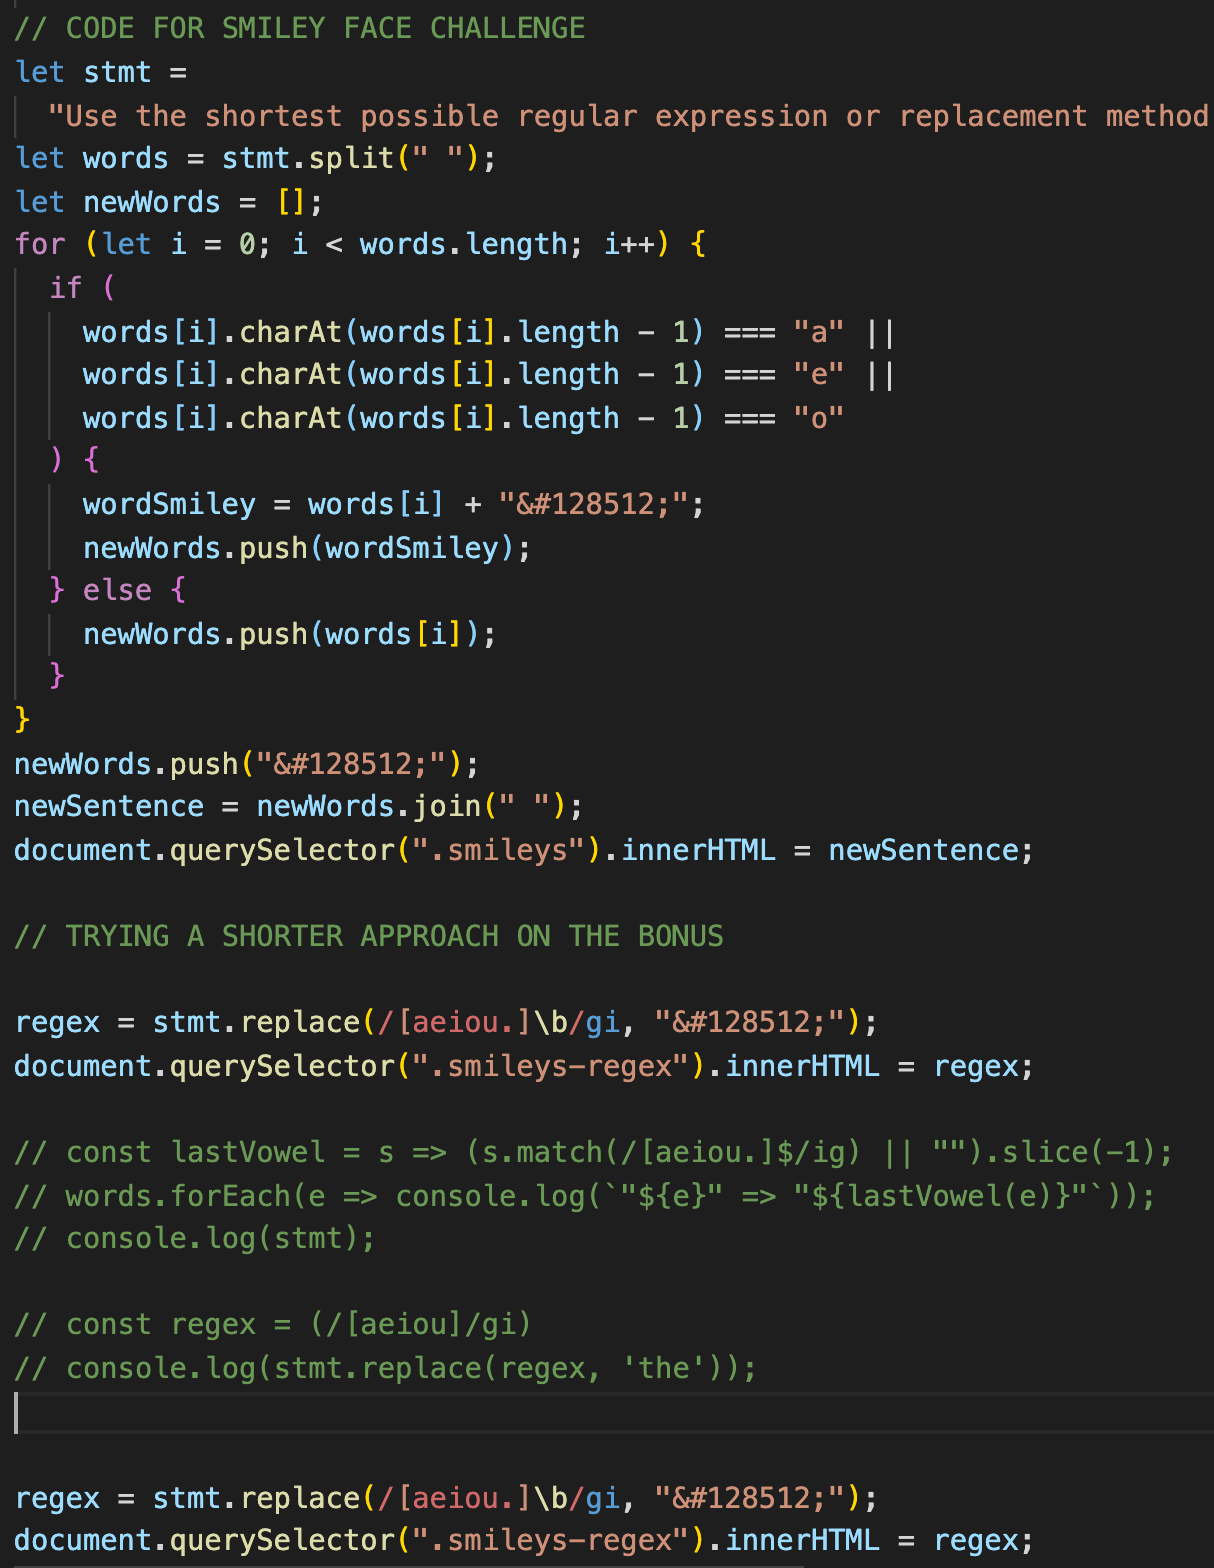 // CODE FOR SMILEY FACE CHALLENGE
let stmt =
"Use the shortest possible regular expression or replacement method
let words = stmt.split(" ");
let newWords = [];
for (let i = 0; i < words.length; i++) {
if (
words[i].charAt(words[i].length - 1) === "a" ||
words[i].charAt(words[i].length - 1) === "e" ||
words[i].charAt(words[i].length - 1) === "o"
) {
wordSmiley = words[i] + "&#128512;";
newWords.push(wordSmiley);
} else {
newWords.push(words[i]);
}
}
newWords.push("&#128512;");
newSentence = newWords.join(" ");
document.querySelector(".smileys").innerHTML = newSentence;
// TRYING A SHORTER APPROACH ON THE BONUS
regex = stmt.replace(/[aeiou.]\b/gi, "&#128512;");
document.querySelector(".smileys-regex").innerHTML = regex;
// const lastVowel = s => (s.match(/[aeiou.]$/ig) || "").slice(-1);
// words.forEach(e => console.log(`"${e}" => "${lastVowel(e)}"`));
// console.log(stmt);
// const regex = (/[aeiou]/gi)
// console.log(stmt.replace(regex, 'the'));
regex = stmt.replace(/[aeiou.]\b/gi, "&#128512;");
document.querySelector(".smileys-regex").innerHTML = regex;